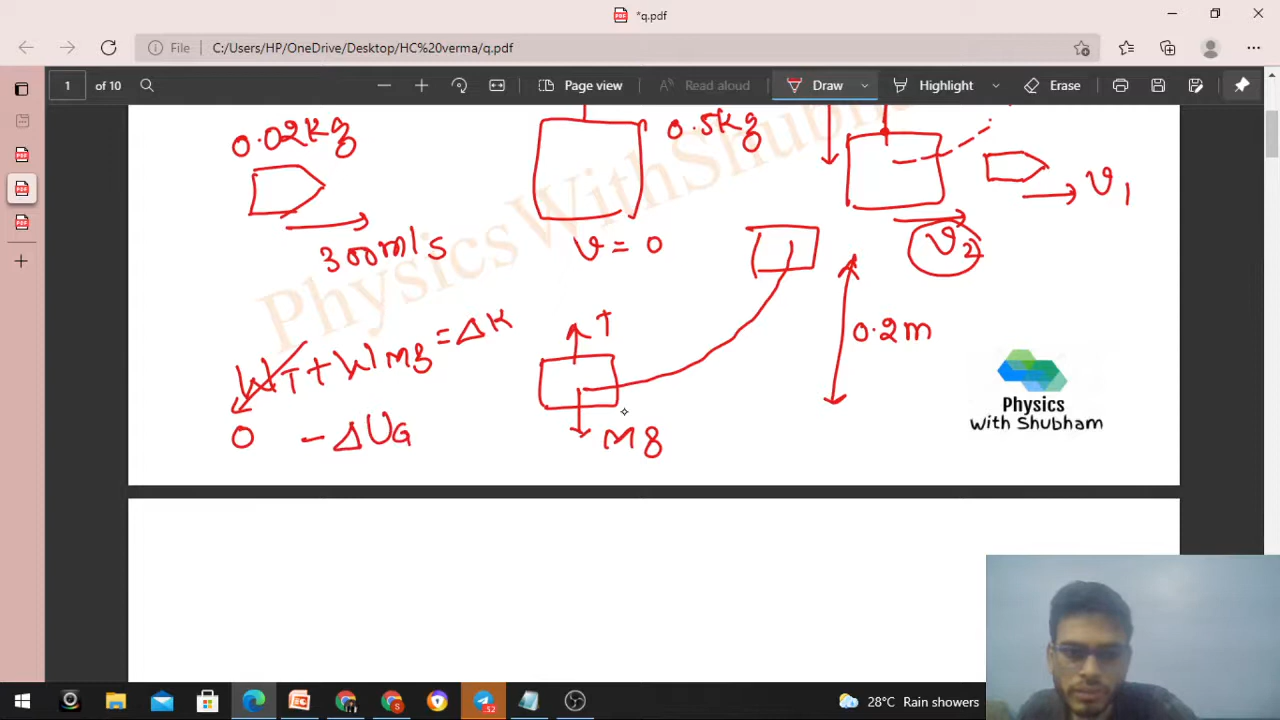 *q.pdf
File
C:/Users/HP/OneDrive/Desktop/HC%20verma/q.pdf
1 of 10
Page view
Read aloud
Draw
Highlight
Erase
0.02kg
0.5kg
300m/s
v = 0
v1
v2
PhysicsWithShubham
WT + WMg = ΔK
0 - ΔUG
T
Mg
0.2m
Physics
With Shubham
52
28°C Rain showers